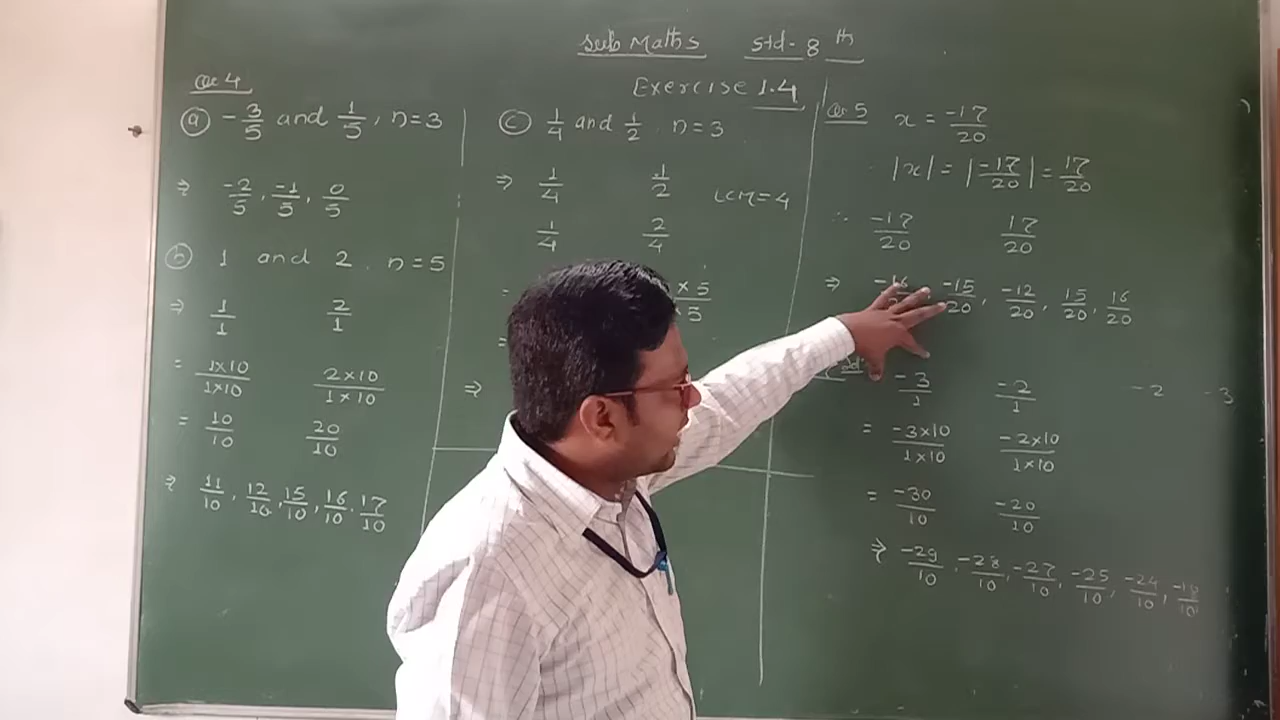 Sub Maths Std- 8th
Exercise 1.4
Qe 4
(a) -3/5 and 1/5, n=3
⇒ -2/5, -1/5, 0/5
(b) 1 and 2, n=5
⇒ 1/1 2/1
= 1×10/1×10 2×10/1×10
= 10/10 20/10
⇒ 11/10, 12/10, 15/10, 16/10, 17/10
(c) 1/4 and 1/2, n=3
⇒ 1/4 1/2 LCM=4
1/4 2/4
= ×5/5
=
⇒
Qe 5 x = -17/20
|x| = |-17/20| = 17/20
∴ -17/20 17/20
⇒ -15/20, -12/20, 15/20, 16/20
-3/1 -2/1 -2 -3
= -3×10/1×10 -2×10/1×10
= -30/10 -20/10
⇒ -29/10, -28/10, -27/10, -25/10, -24/10,